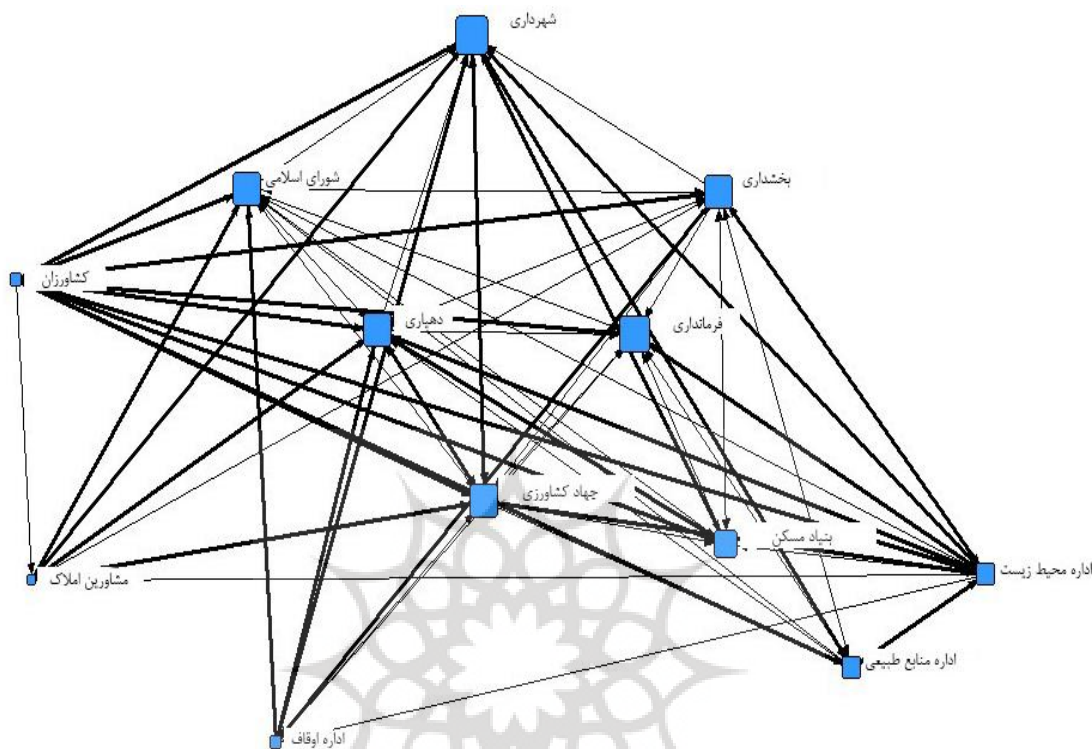 شهرداری
شورای اسلامی
بخشداری
کشاورزان
دهیاری
فرمانداری
جهاد کشاورزی
بنیاد مسکن
اداره محیط زیست
مشاورین املاک
اداره منابع طبیعی
اداره اوقاف